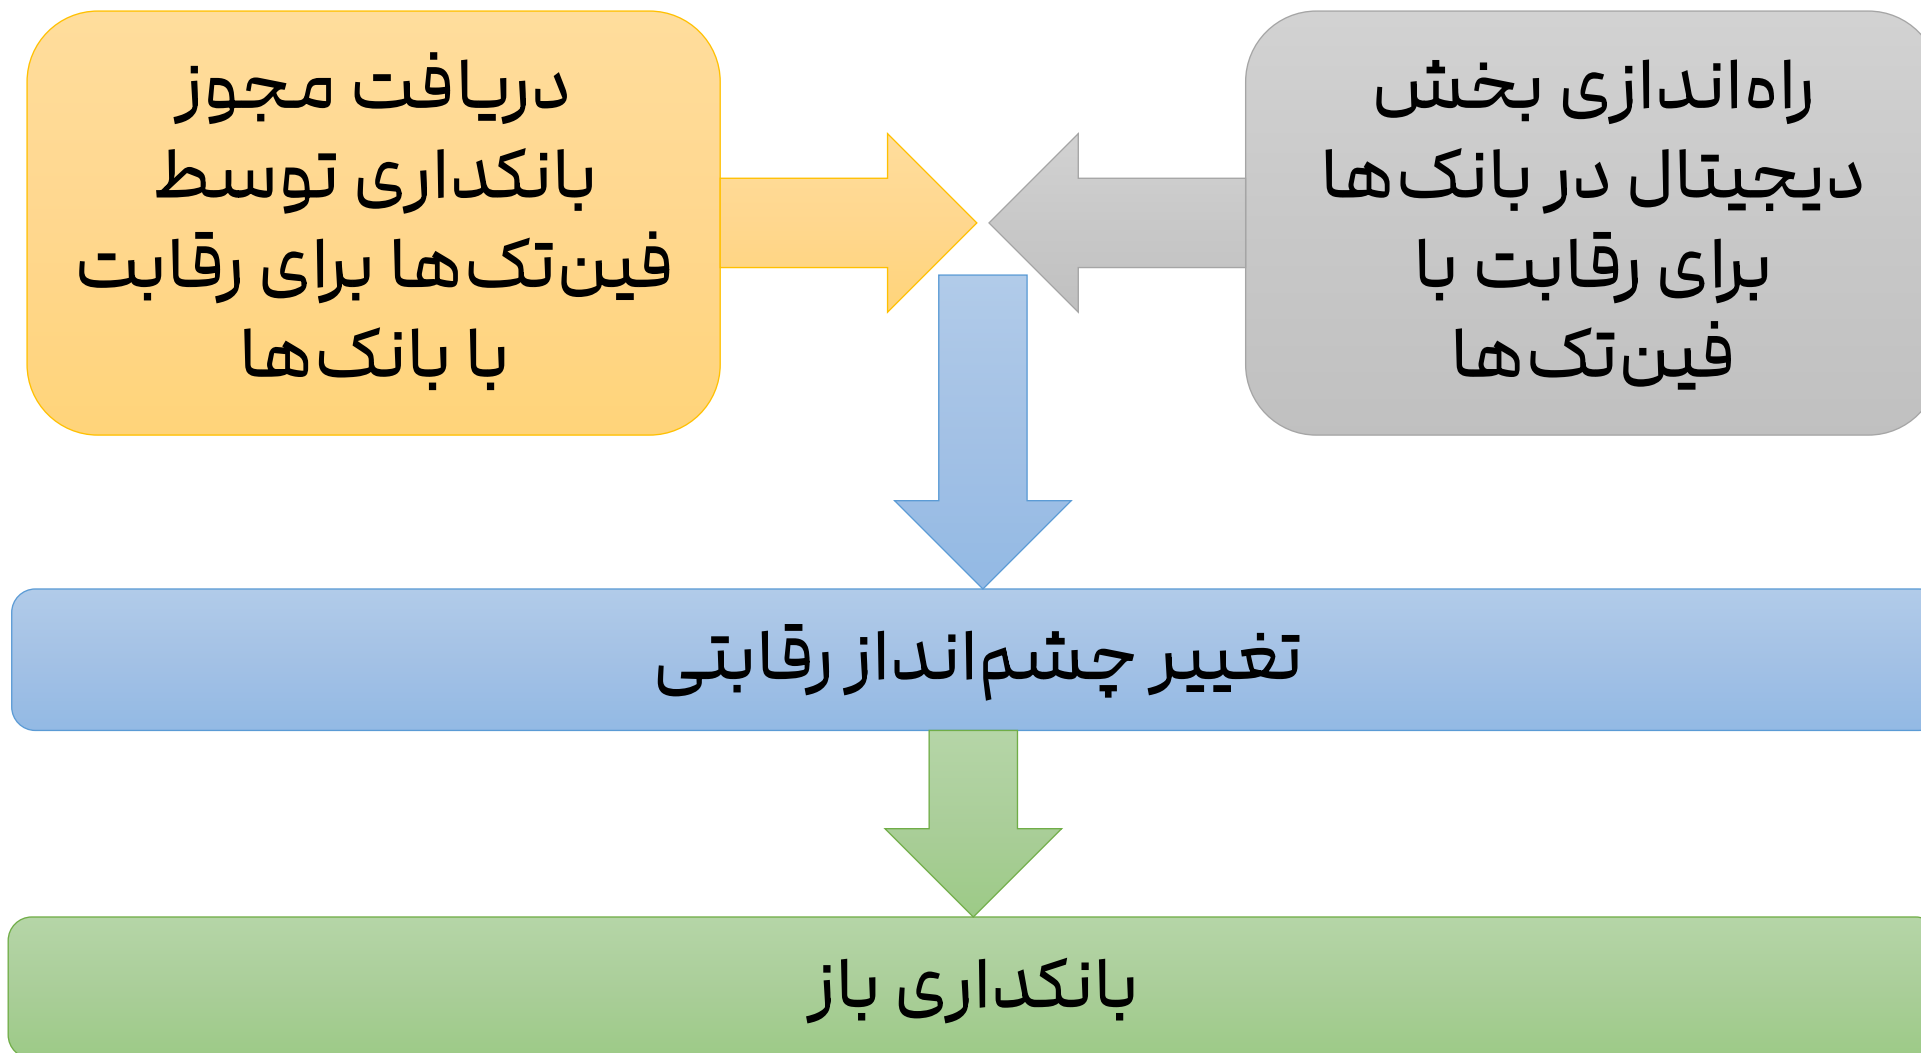 راه‌اندازی بخش
دیجیتال در بانک‌ها
برای رقابت با
فین‌تک‌ها
دریافت مجوز
بانکداری توسط
فین‌تک‌ها برای رقابت
با بانک‌ها
تغییر چشم‌انداز رقابتی
بانکداری باز